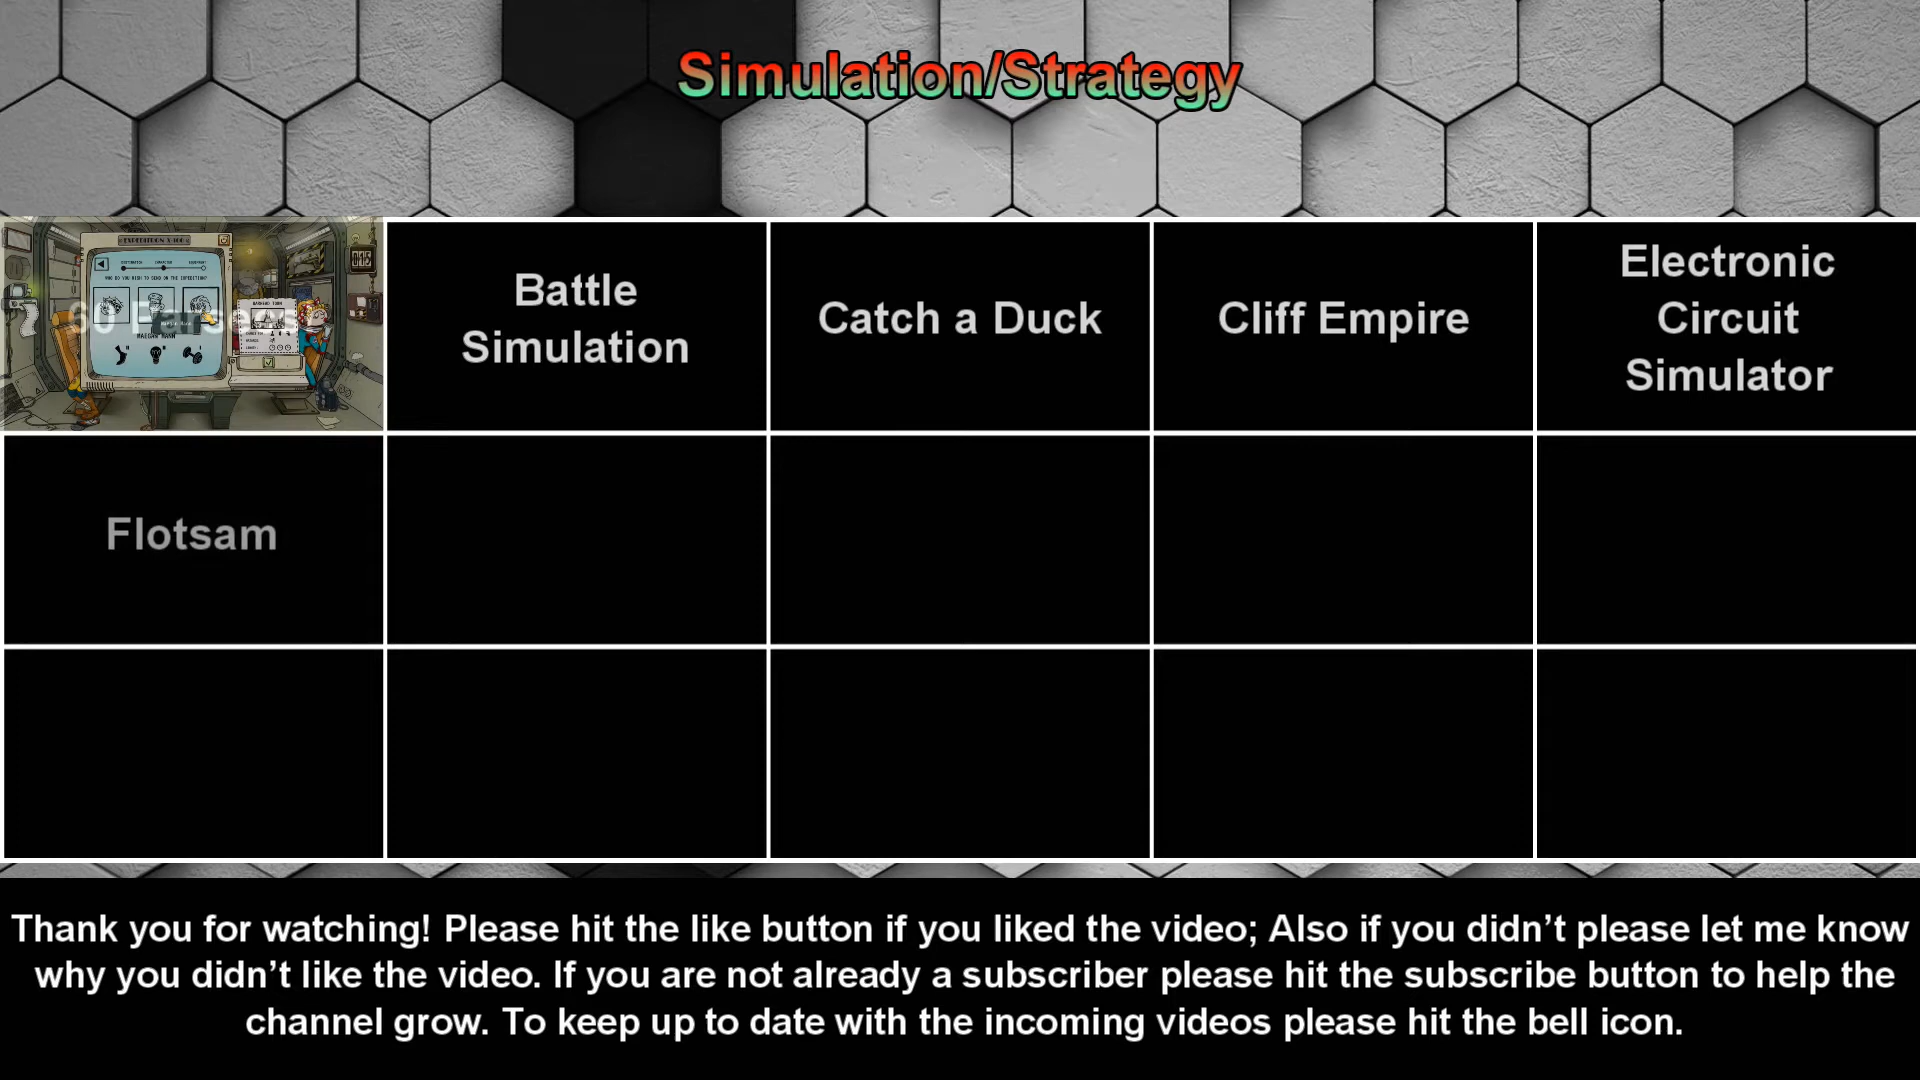 Simulation/Strategy
60 Parsecs
Battle
Simulation
Catch a Duck
Cliff Empire
Electronic
Circuit
Simulator
Flotsam
Thank you for watching! Please hit the like button if you liked the video; Also if you didn’t please let me know
why you didn’t like the video. If you are not already a subscriber please hit the subscribe button to help the
channel grow. To keep up to date with the incoming videos please hit the bell icon.